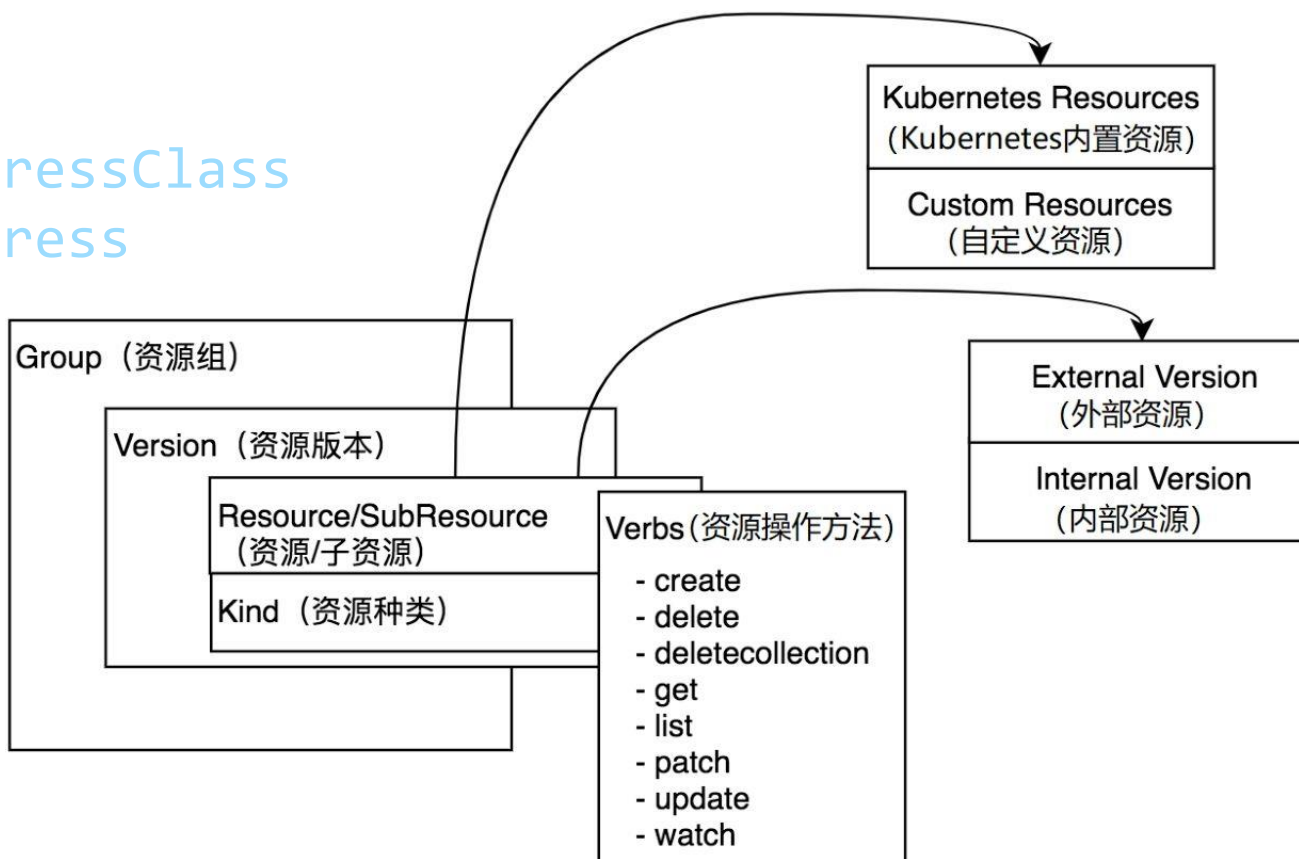 ressClass
ress
Kubernetes Resources
(Kubernetes内置资源)
Custom Resources
(自定义资源)
Group(资源组)
Version(资源版本)
Resource/SubResource
(资源/子资源)
Kind(资源种类)
Verbs(资源操作方法)
- create
- delete
- deletecollection
- get
- list
- patch
- update
- watch
External Version
(外部资源)
Internal Version
(内部资源)